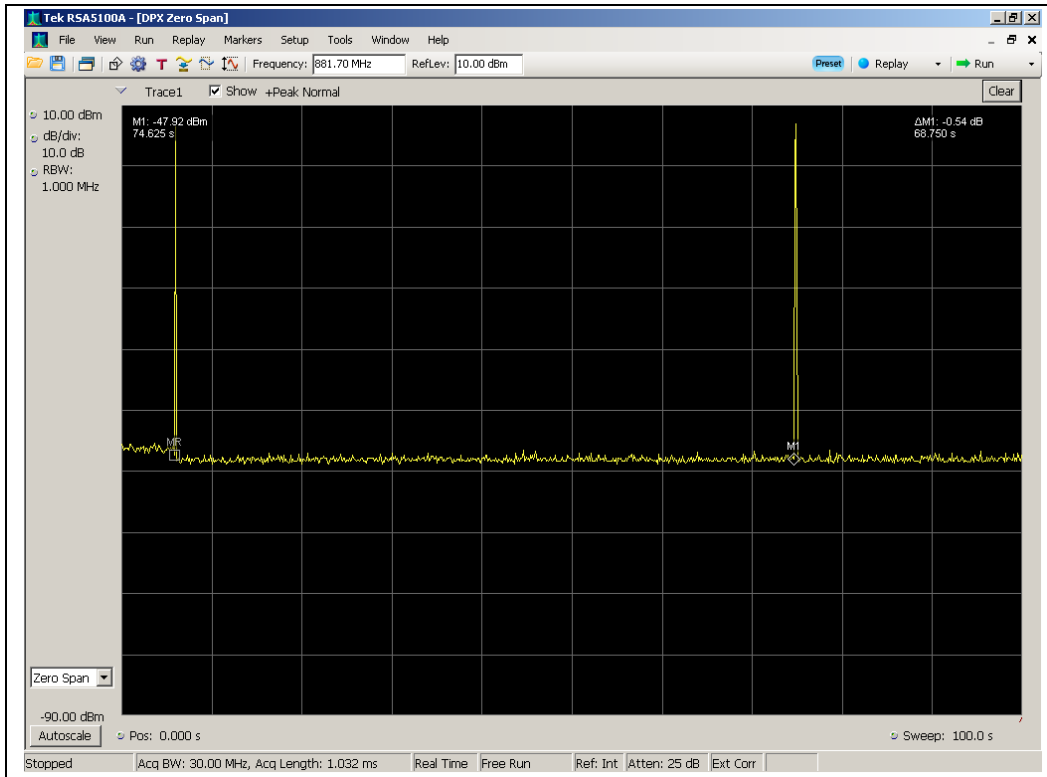 Tek RSA5100A - [DPX Zero Span]
File View Run Replay Markers Setup Tools Window Help
Frequency: 881.70 MHz RefLev: 10.00 dBm Preset Replay Run
Trace1 Show +Peak Normal Clear
10.00 dBm
dB/div:
10.0 dB
RBW:
1.000 MHz
M1: -47.92 dBm
74.625 s
ΔM1: -0.54 dB
68.750 s
MR
M1
Zero Span
-90.00 dBm
Autoscale Pos: 0.000 s Sweep: 100.0 s
Stopped Acq BW: 30.00 MHz, Acq Length: 1.032 ms Real Time Free Run Ref: Int Atten: 25 dB Ext Corr